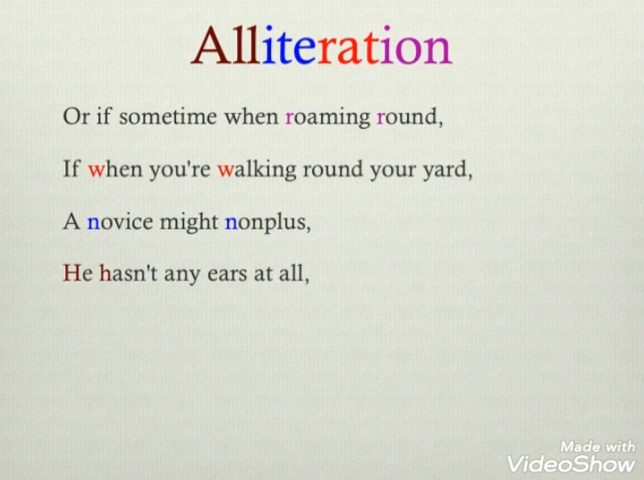 Alliteration
Or if sometime when roaming round,
If when you're walking round your yard,
A novice might nonplus,
He hasn't any ears at all,
Made with
VideoShow